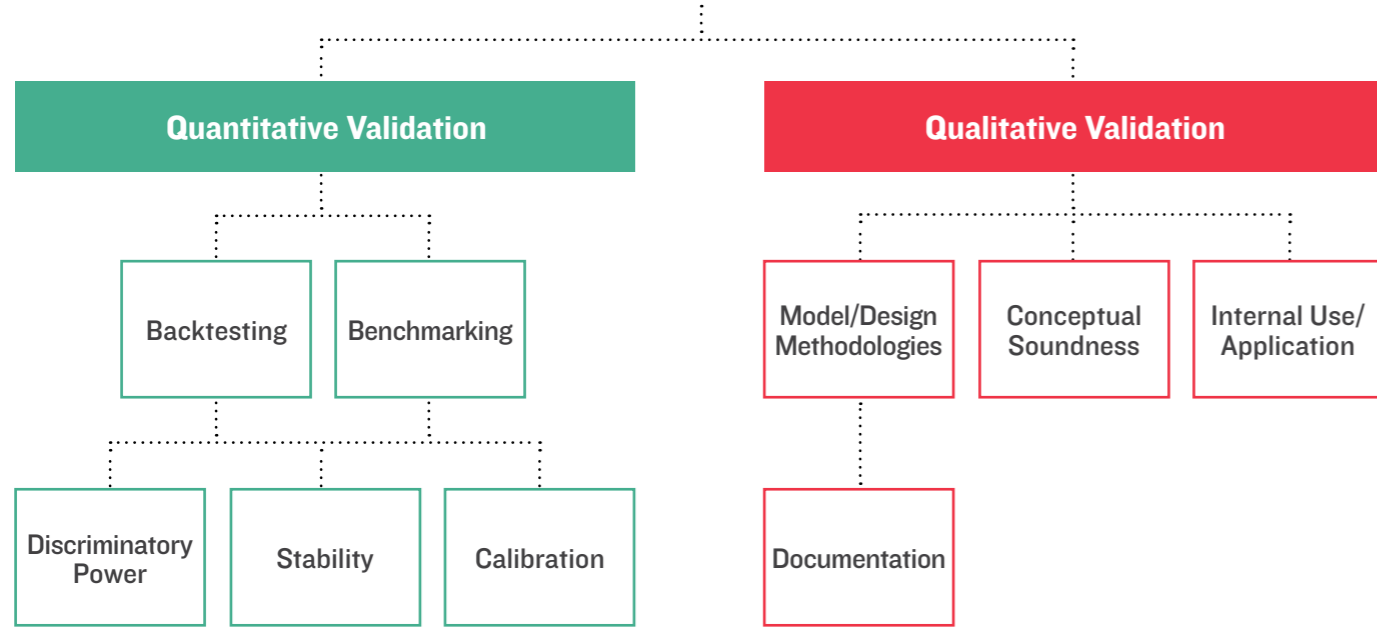 Quantitative Validation
Qualitative Validation
Backtesting
Benchmarking
Model/Design
Methodologies
Conceptual
Soundness
Internal Use/
Application
Discriminatory
Power
Stability
Calibration
Documentation